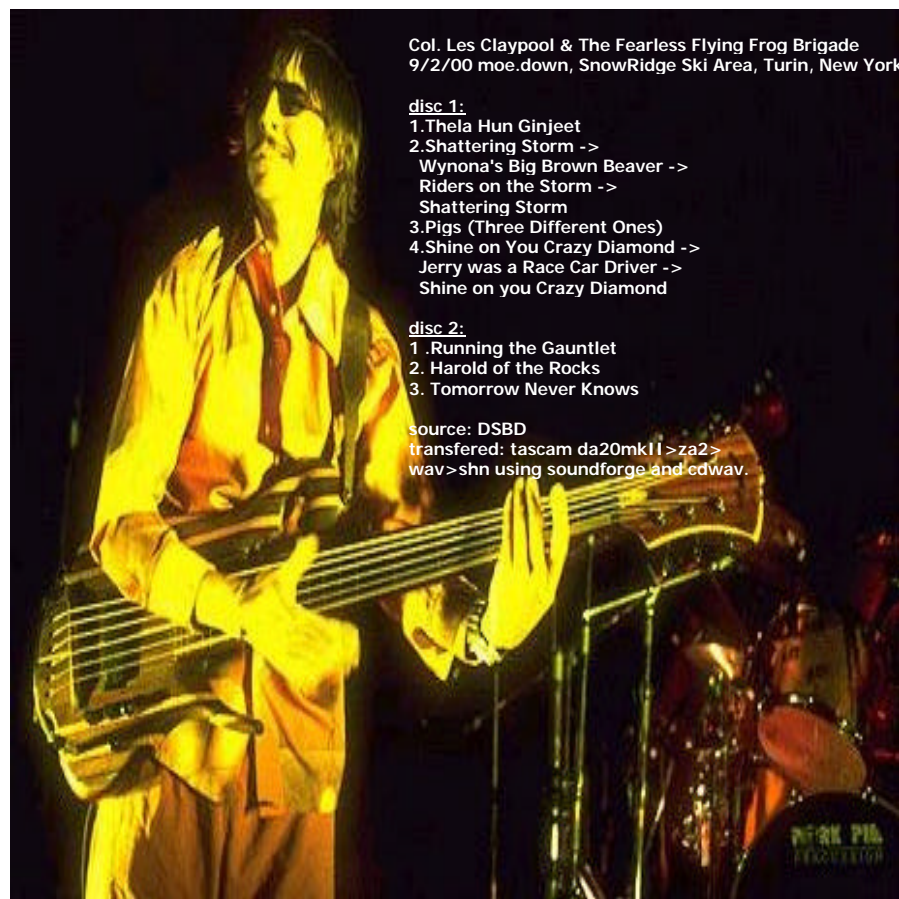 Col. Les Claypool & The Fearless Flying Frog Brigade
9/2/00 moe.down, SnowRidge Ski Area, Turin, New York
disc 1:
1.Thela Hun Ginjeet
2.Shattering Storm ->
Wynona's Big Brown Beaver ->
Riders on the Storm ->
Shattering Storm
3.Pigs (Three Different Ones)
4.Shine on You Crazy Diamond ->
Jerry was a Race Car Driver ->
Shine on you Crazy Diamond
disc 2:
1 .Running the Gauntlet
2. Harold of the Rocks
3. Tomorrow Never Knows
source: DSBD
transfered: tascam da20mkII>za2>
wav>shn using soundforge and cdwav.
PERCUSSION